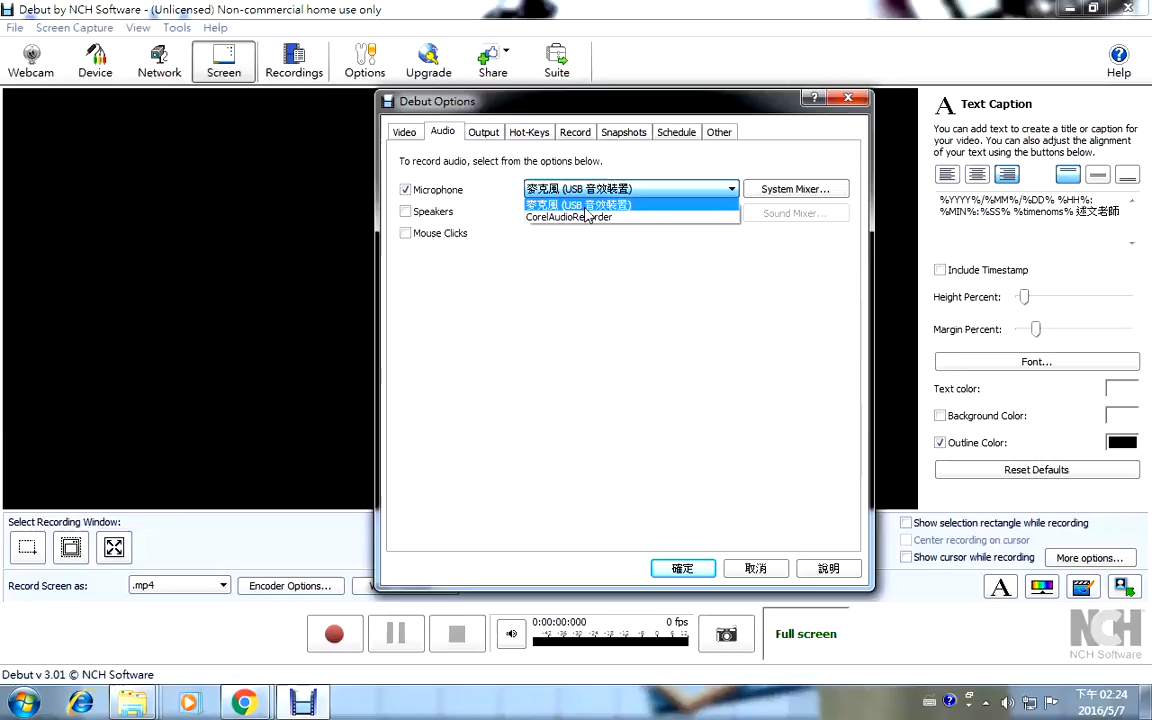 Debut by NCH Software - (Unlicensed) Non-commercial home use only
File Screen Capture View Tools Help
Webcam Device Network Screen Recordings Options Upgrade Share Suite Help
Debut Options
Video Audio Output Hot-Keys Record Snapshots Schedule Other
To record audio, select from the options below.
Microphone 麥克風 (USB 音效裝置) System Mixer...
麥克風 (USB 音效裝置)
Speakers CorelAudioRecorder Sound Mixer...
Mouse Clicks
確定 取消 說明
A Text Caption
You can add text to create a title or caption for
your video. You can also adjust the alignment
of your text using the buttons below.
%YYYY%/%MM%/%DD% %HH%:
%MIN%:%SS% %timenoms% 述文老師
Include Timestamp
Height Percent:
Margin Percent:
Font...
Text color:
Background Color:
Outline Color:
Reset Defaults
Select Recording Window:
Show selection rectangle while recording
Center recording on cursor
Show cursor while recording More options...
Record Screen as: .mp4 Encoder Options...
A
0:00:00:000 0 fps
Full screen
NCH
NCH Software
Debut v 3.01 © NCH Software
下午 02:24
2016/5/7